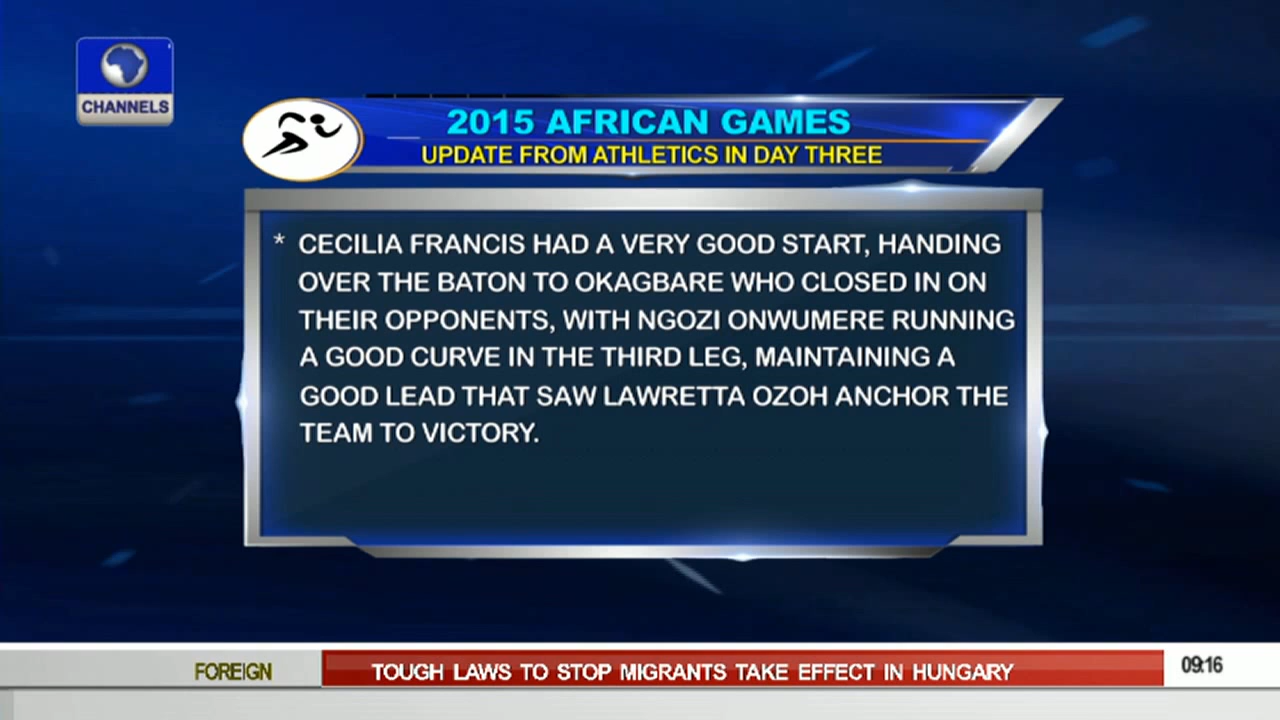 CHANNELS
2015 AFRICAN GAMES
UPDATE FROM ATHLETICS IN DAY THREE
* CECILIA FRANCIS HAD A VERY GOOD START, HANDING
OVER THE BATON TO OKAGBARE WHO CLOSED IN ON
THEIR OPPONENTS, WITH NGOZI ONWUMERE RUNNING
A GOOD CURVE IN THE THIRD LEG, MAINTAINING A
GOOD LEAD THAT SAW LAWRETTA OZOH ANCHOR THE
TEAM TO VICTORY.
FOREIGN TOUGH LAWS TO STOP MIGRANTS TAKE EFFECT IN HUNGARY 09:16